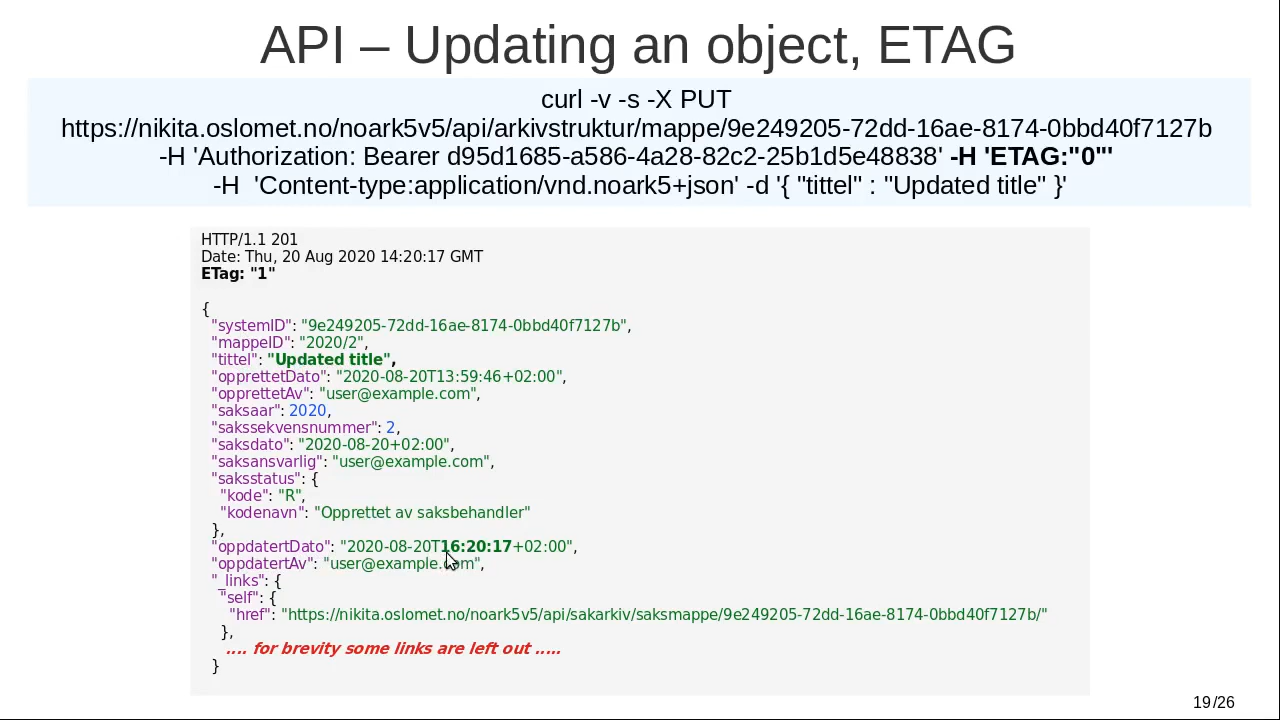 API – Updating an object, ETAG
curl -v -s -X PUT
https://nikita.oslomet.no/noark5v5/api/arkivstruktur/mappe/9e249205-72dd-16ae-8174-0bbd40f7127b
-H 'Authorization: Bearer d95d1685-a586-4a28-82c2-25b1d5e48838' -H 'ETAG:"0"'
-H  'Content-type:application/vnd.noark5+json' -d '{ "tittel" : "Updated title" }'
HTTP/1.1 201
Date: Thu, 20 Aug 2020 14:20:17 GMT
ETag: "1"
{
"systemID": "9e249205-72dd-16ae-8174-0bbd40f7127b",
"mappeID": "2020/2",
"tittel": "Updated title",
"opprettetDato": "2020-08-20T13:59:46+02:00",
"opprettetAv": "user@example.com",
"saksaar": 2020,
"sakssekvensnummer": 2,
"saksdato": "2020-08-20+02:00",
"saksansvarlig": "user@example.com",
"saksstatus": {
"kode": "R",
"kodenavn": "Opprettet av saksbehandler"
},
"oppdatertDato": "2020-08-20T16:20:17+02:00",
"oppdatertAv": "user@example.com",
"_links": {
"self": {
"href": "https://nikita.oslomet.no/noark5v5/api/sakarkiv/saksmappe/9e249205-72dd-16ae-8174-0bbd40f7127b/"
},
.... for brevity some links are left out .....
}
19/26